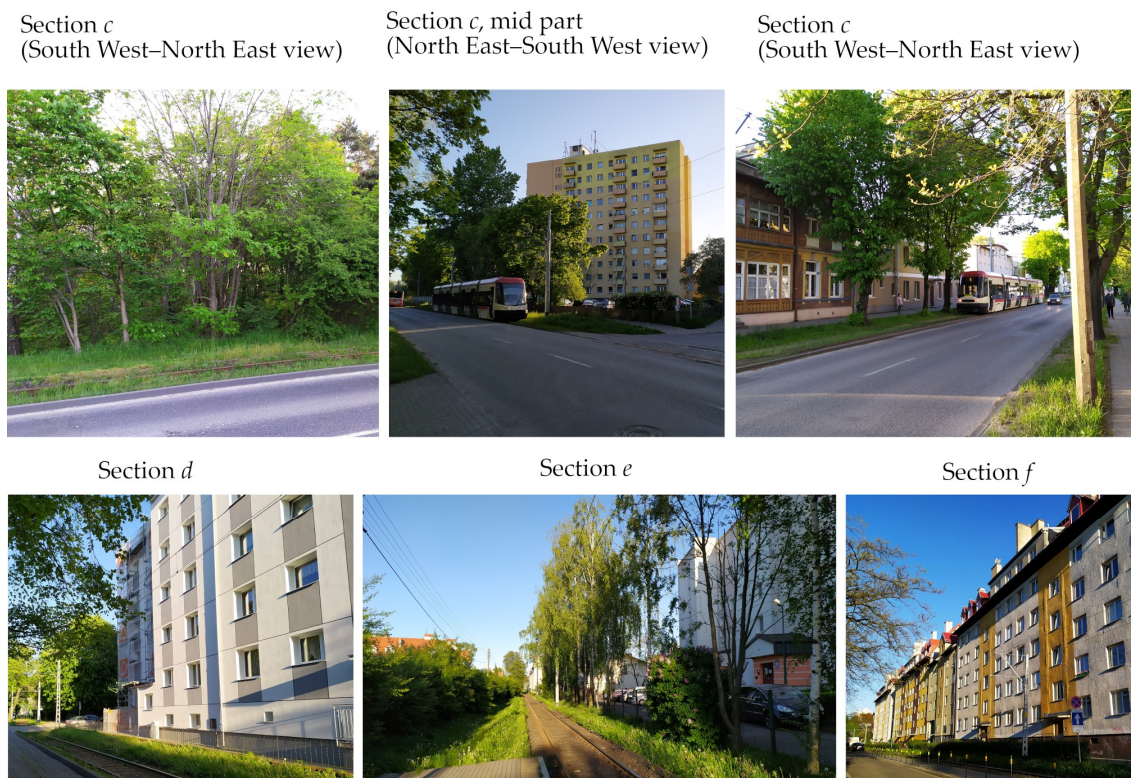 Section c
(South West–North East view)
Section c, mid part
(North East–South West view)
Section c
(South West–North East view)
Section d
Section e
Section f